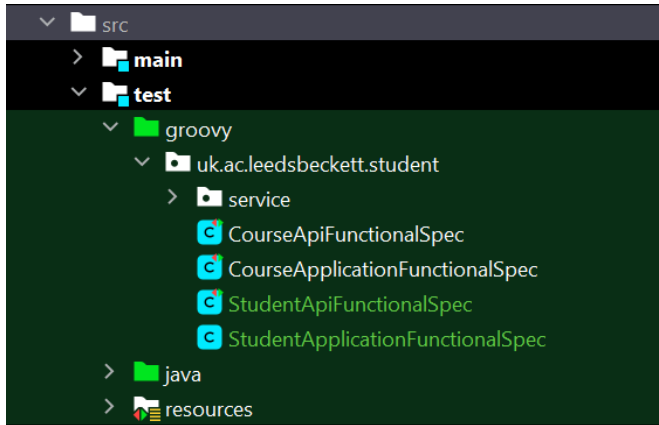 src
main
test
groovy
uk.ac.leedsbeckett.student
service
CourseApiFunctionalSpec
CourseApplicationFunctionalSpec
StudentApiFunctionalSpec
StudentApplicationFunctionalSpec
java
resources